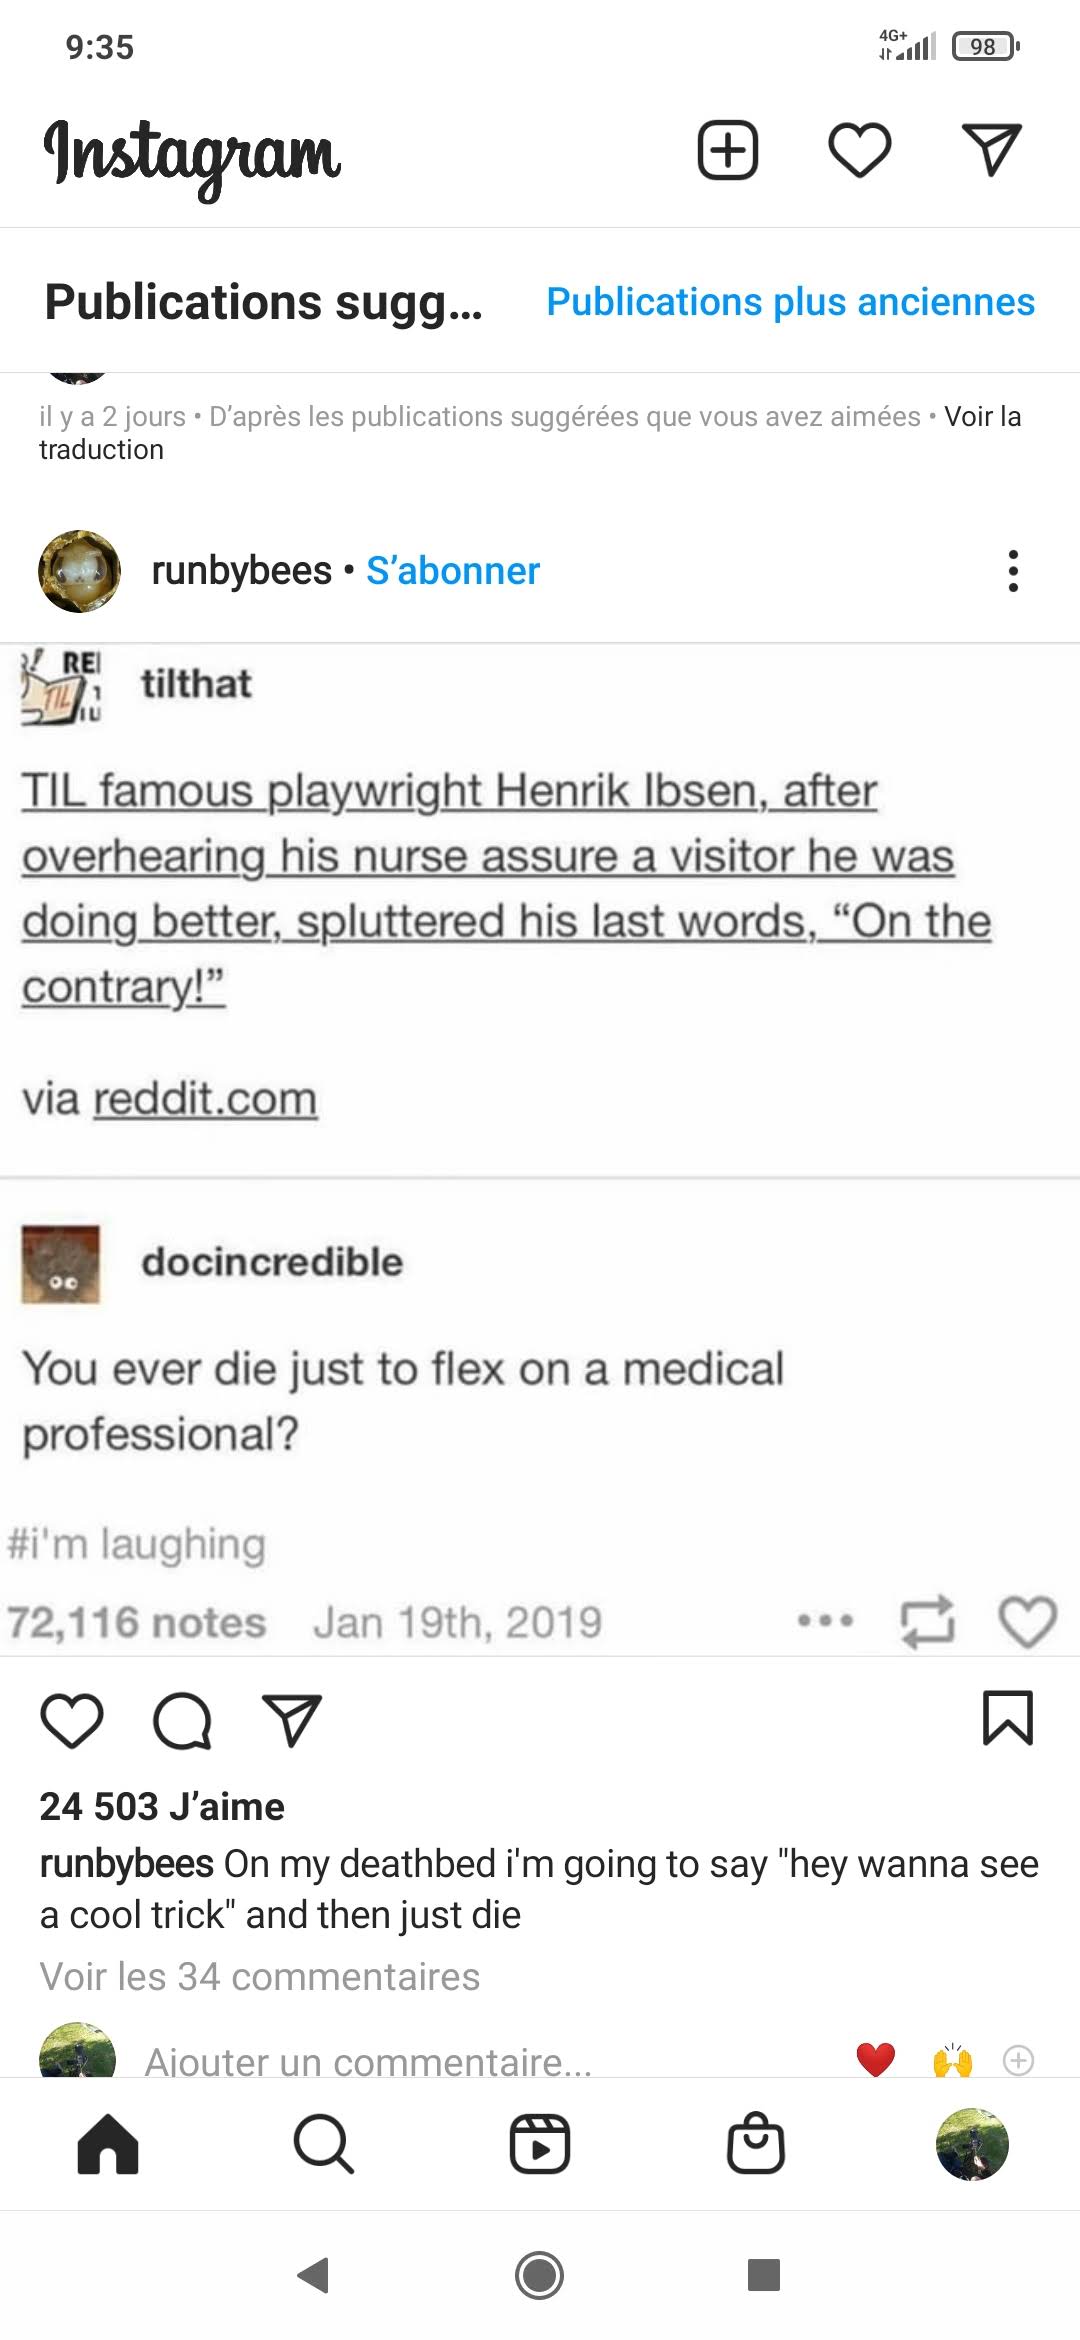 9:35
4G+
98
Instagram
Publications sugg... Publications plus anciennes
il y a 2 jours • D’après les publications suggérées que vous avez aimées • Voir la
traduction
runbybees • S’abonner
TIL
tilthat
TIL famous playwright Henrik Ibsen, after
overhearing his nurse assure a visitor he was
doing better, spluttered his last words, “On the
contrary!”
via reddit.com
docincredible
You ever die just to flex on a medical
professional?
#i'm laughing
72,116 notes Jan 19th, 2019
24 503 J’aime
runbybees On my deathbed i'm going to say "hey wanna see
a cool trick" and then just die
Voir les 34 commentaires
Ajouter un commentaire...